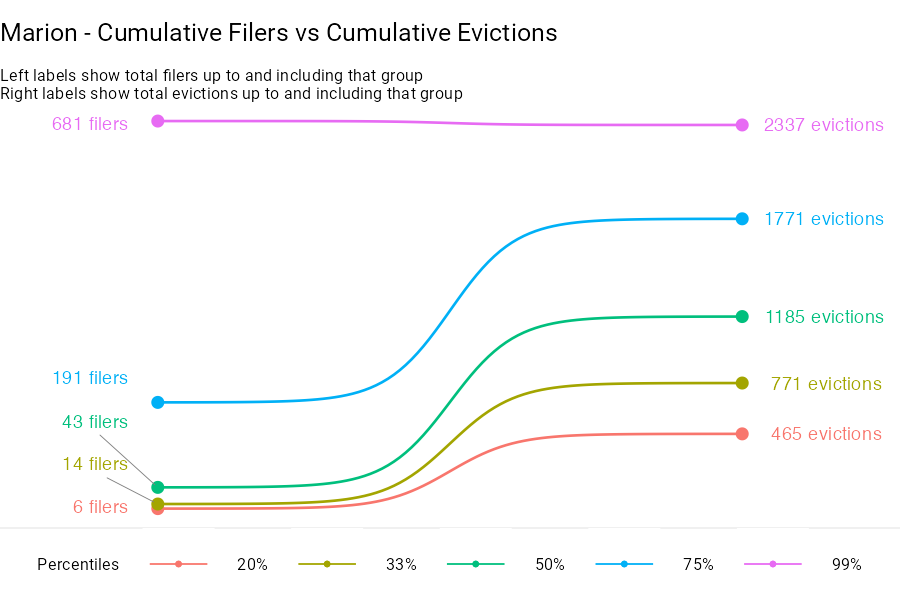 Marion - Cumulative Filers vs Cumulative Evictions
Left labels show total filers up to and including that group
Right labels show total evictions up to and including that group
681 filers
2337 evictions
1771 evictions
1185 evictions
191 filers
771 evictions
43 filers
465 evictions
14 filers
6 filers
Percentiles 20% 33% 50% 75% 99%